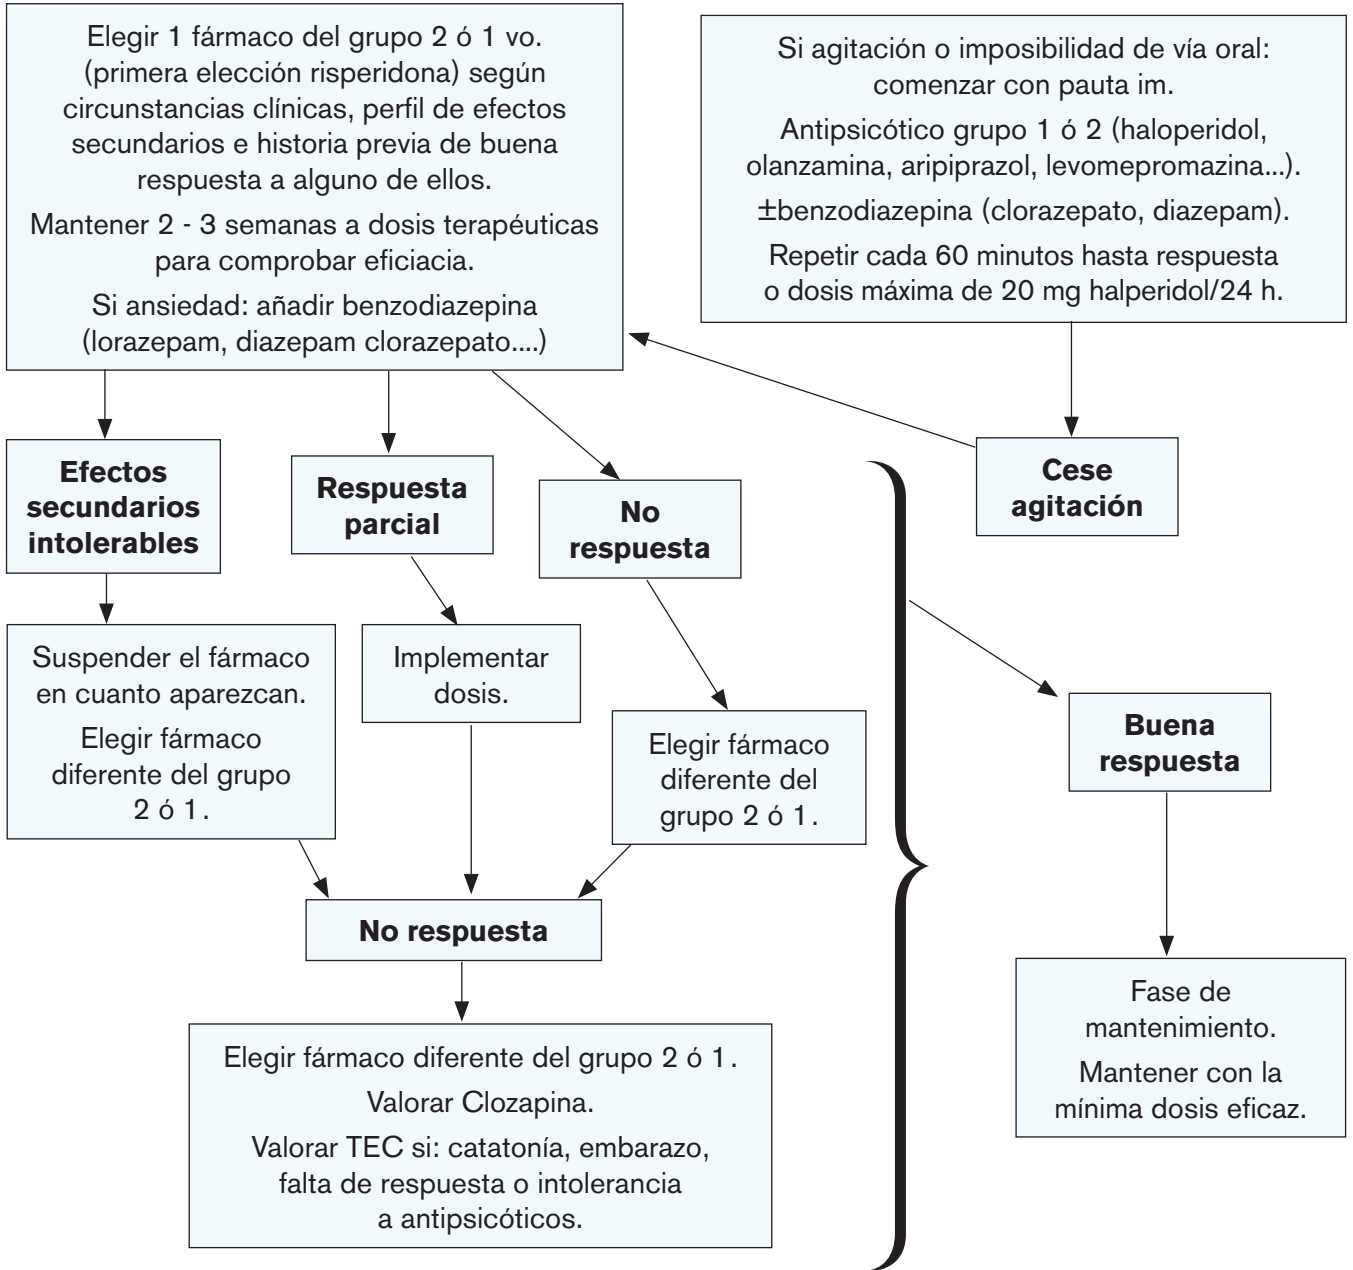 Elegir 1 fármaco del grupo 2 ó 1 vo.
(primera elección risperidona) según
circunstancias clínicas, perfil de efectos
secundarios e historia previa de buena
respuesta a alguno de ellos.
Mantener 2 - 3 semanas a dosis terapéuticas
para comprobar eficiacia.
Si ansiedad: añadir benzodiazepina
(lorazepam, diazepam clorazepato....)
Si agitación o imposibilidad de vía oral:
comenzar con pauta im.
Antipsicótico grupo 1 ó 2 (haloperidol,
olanzamina, aripiprazol, levomepromazina...).
±benzodiazepina (clorazepato, diazepam).
Repetir cada 60 minutos hasta respuesta
o dosis máxima de 20 mg halperidol/24 h.
Efectos
secundarios
intolerables
Respuesta
parcial
No
respuesta
Cese
agitación
Suspender el fármaco
en cuanto aparezcan.
Elegir fármaco
diferente del grupo
2 ó 1.
Implementar
dosis.
Elegir fármaco
diferente del
grupo 2 ó 1.
Buena
respuesta
No respuesta
Elegir fármaco diferente del grupo 2 ó 1.
Valorar Clozapina.
Valorar TEC si: catatonía, embarazo,
falta de respuesta o intolerancia
a antipsicóticos.
Fase de
mantenimiento.
Mantener con la
mínima dosis eficaz.